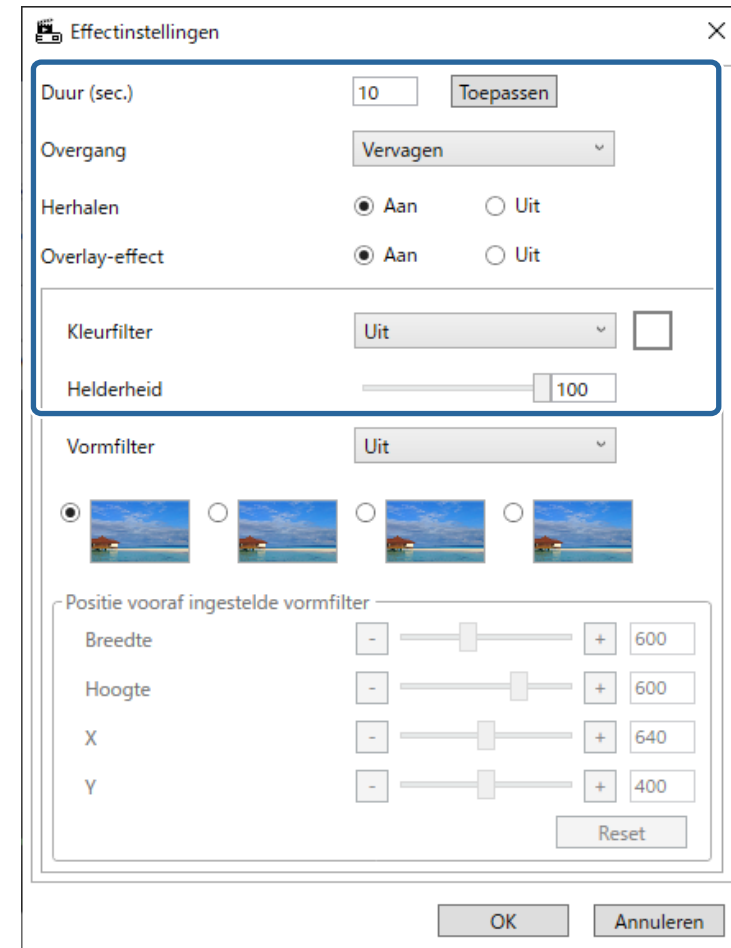 Effectinstellingen
Duur (sec.) 10 Toepassen
Overgang Vervagen
Herhalen Aan Uit
Overlay-effect Aan Uit
Kleurfilter Uit
Helderheid 100
Vormfilter Uit
Positie vooraf ingestelde vormfilter
Breedte - + 600
Hoogte - + 600
X - + 640
Y - + 400
Reset
OK Annuleren